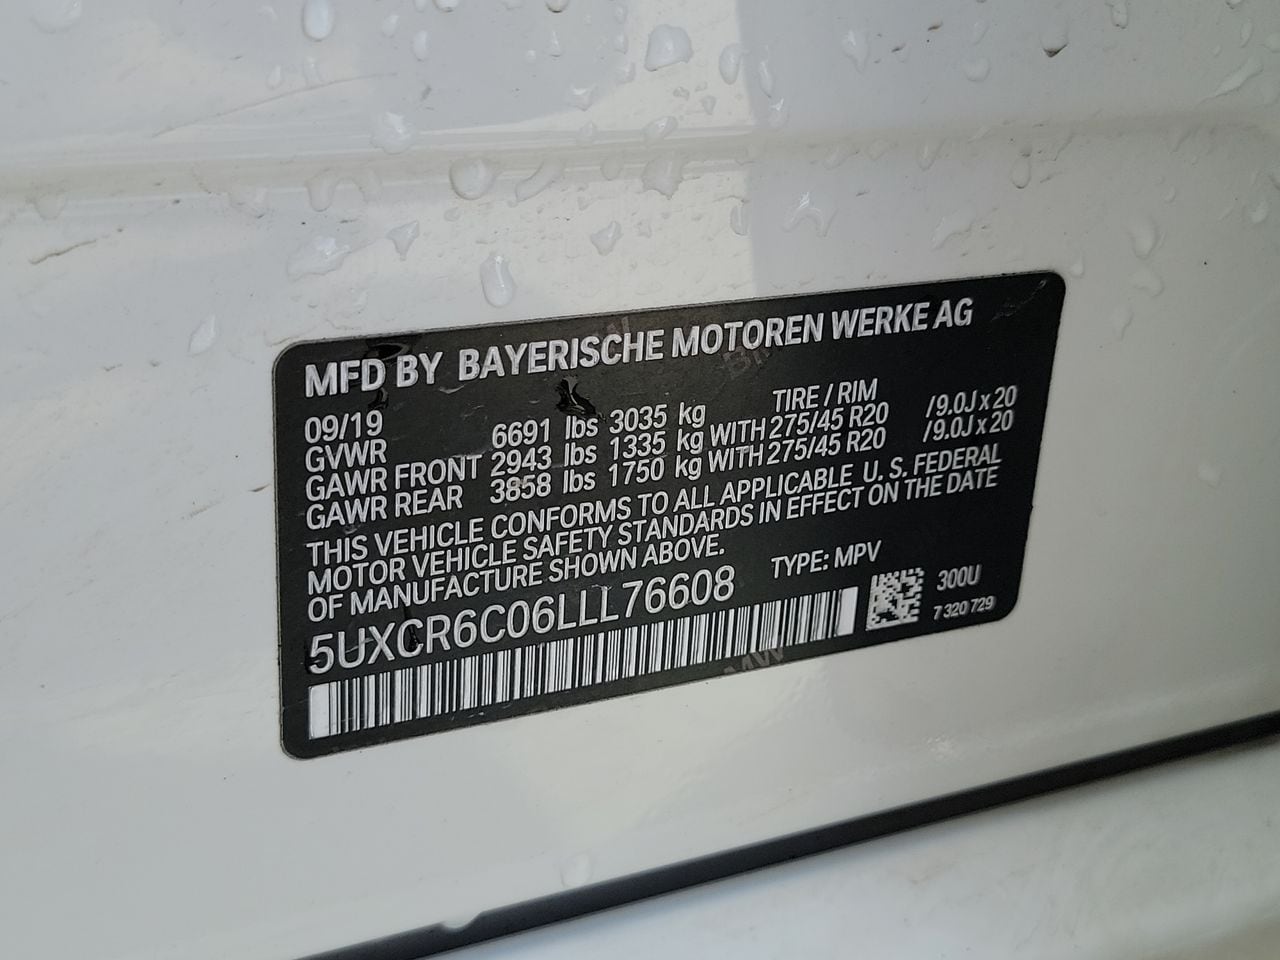 MFD BY BAYERISCHE MOTOREN WERKE AG
09/19 TIRE / RIM
GVWR 6691 lbs 3035 kg
GAWR FRONT 2943 lbs 1335 kg WITH 275/45 R20 /9.0J x 20
GAWR REAR 3858 lbs 1750 kg WITH 275/45 R20 /9.0J x 20
THIS VEHICLE CONFORMS TO ALL APPLICABLE U. S. FEDERAL
MOTOR VEHICLE SAFETY STANDARDS IN EFFECT ON THE DATE
OF MANUFACTURE SHOWN ABOVE.
TYPE: MPV
5UXCR6C06LLL76608
300U
7 320 729